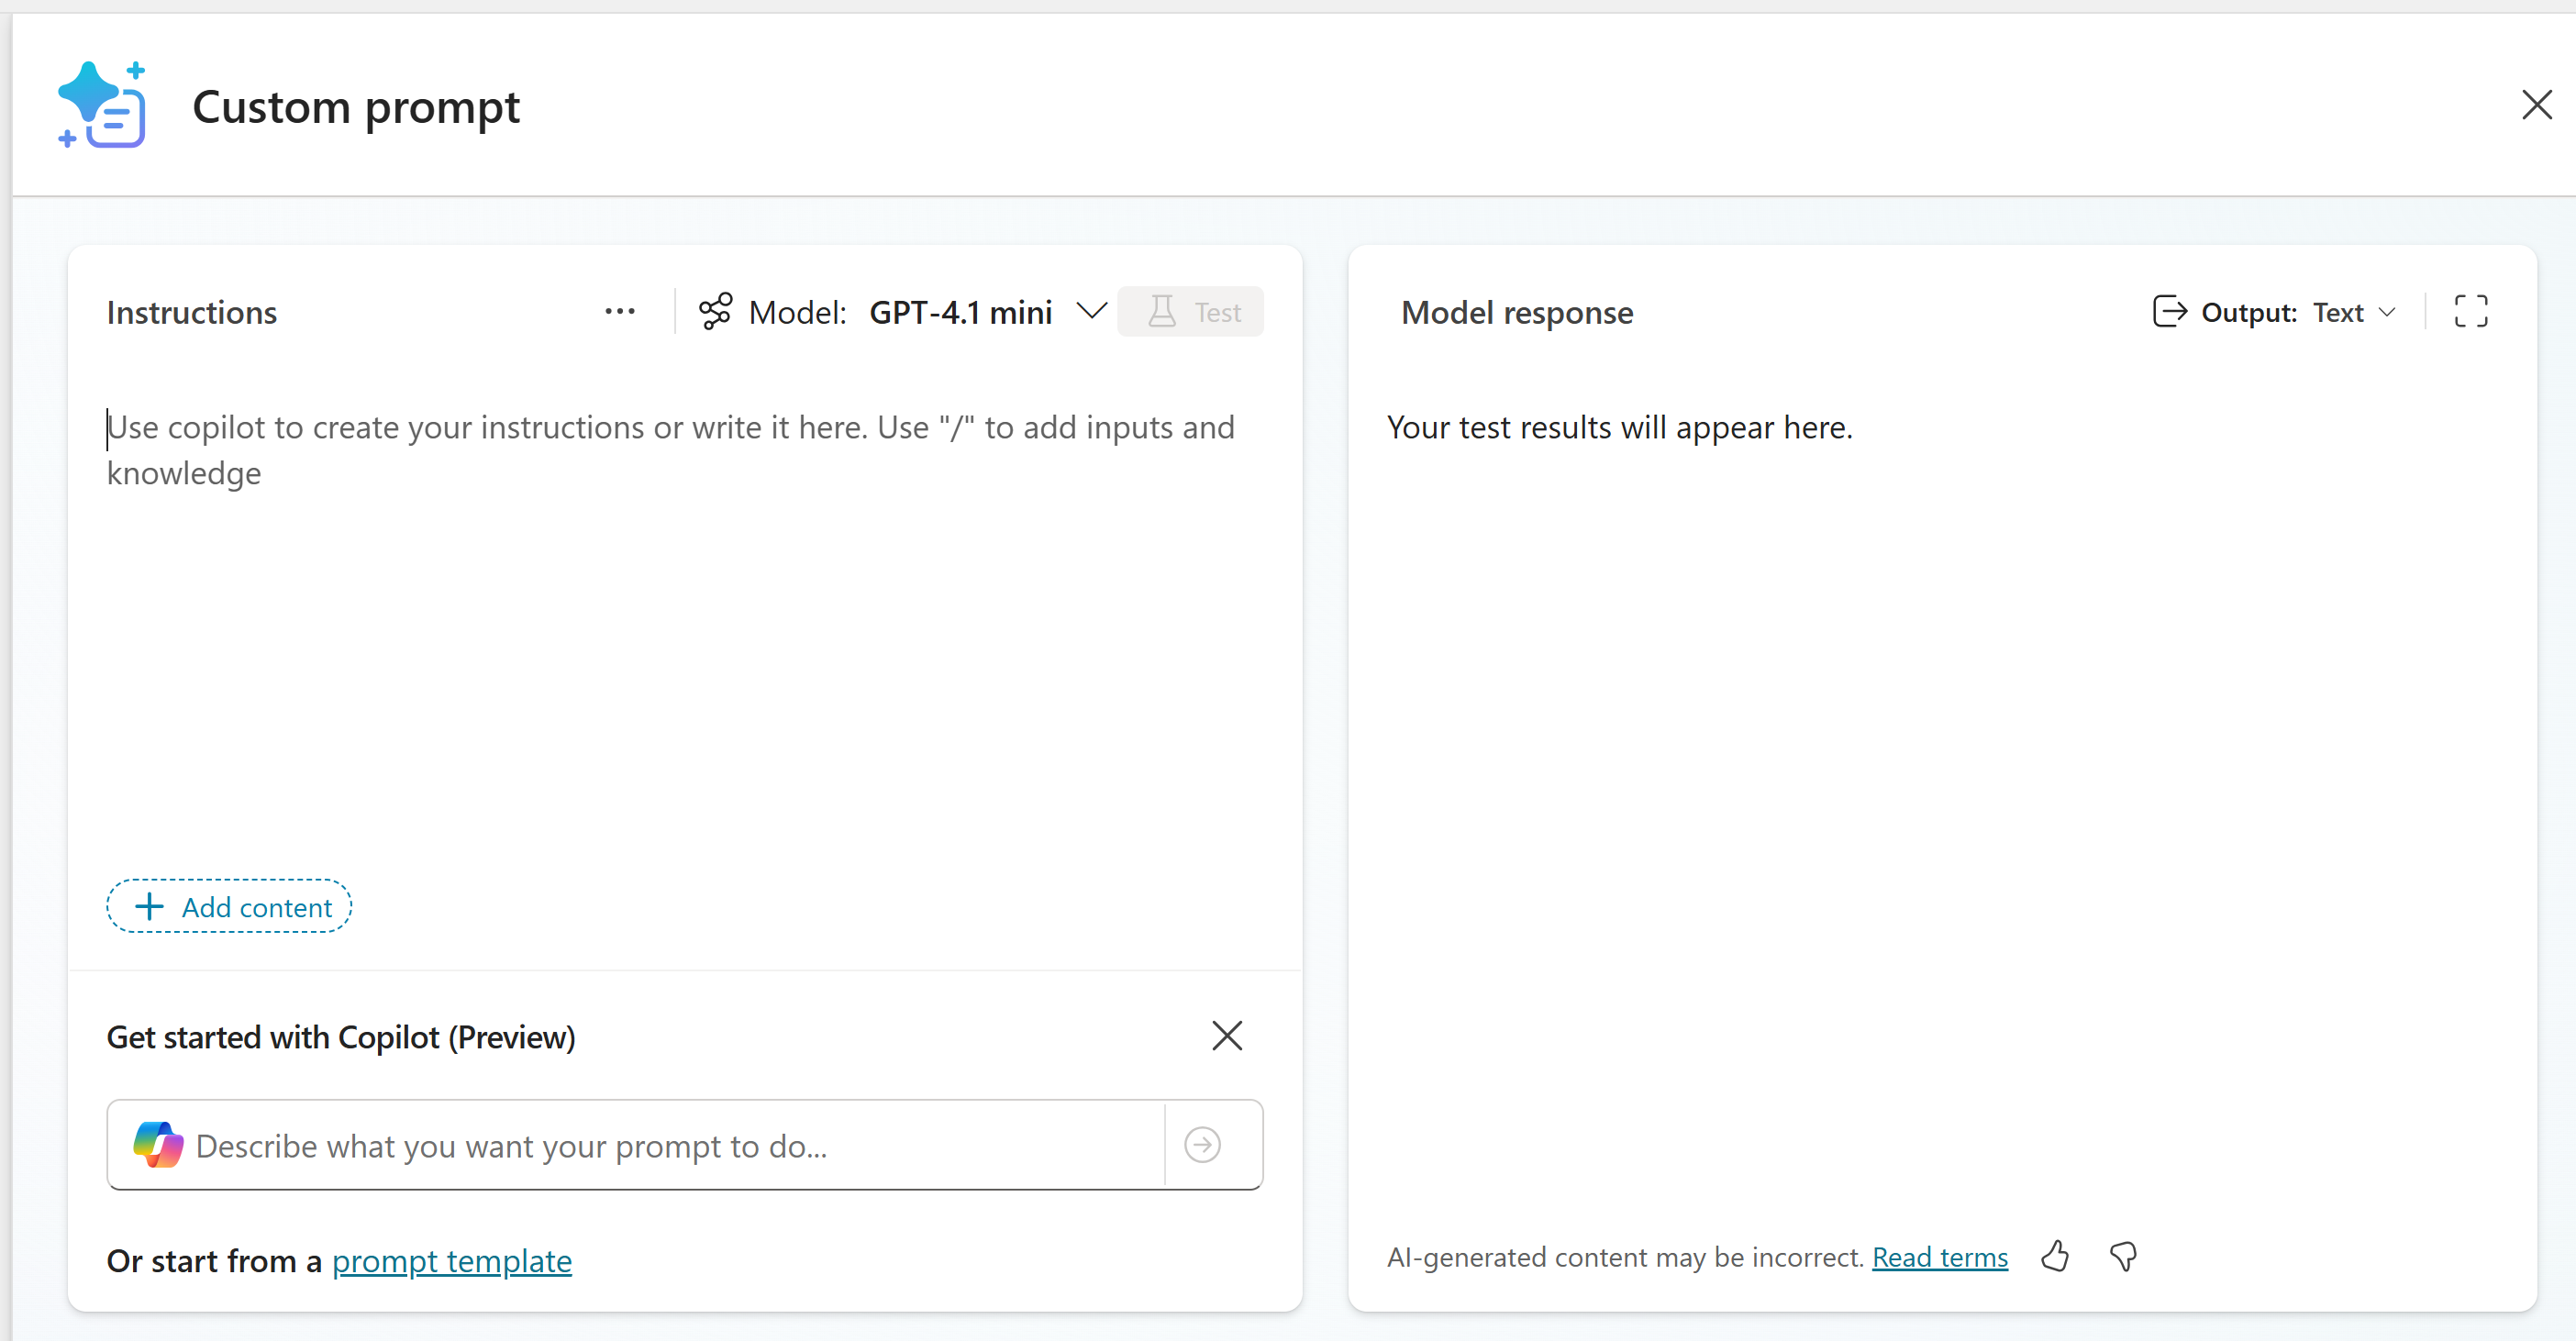 Custom prompt
Instructions
Model: GPT-4.1 mini
Test
Use copilot to create your instructions or write it here. Use "/" to add inputs and
knowledge
Add content
Get started with Copilot (Preview)
Describe what you want your prompt to do...
Or start from a prompt template
Model response
Output: Text
Your test results will appear here.
AI-generated content may be incorrect. Read terms